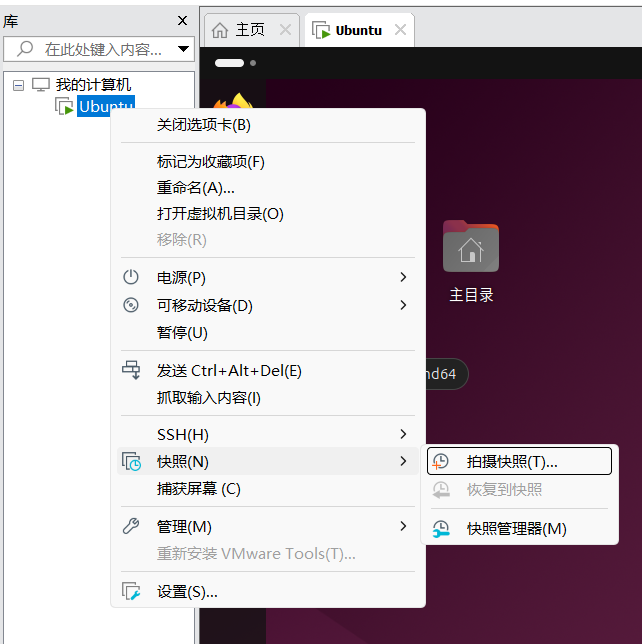 库
主页
Ubuntu
在此处键入内容...
我的计算机
Ubuntu
关闭选项卡(B)
标记为收藏项(F)
重命名(A)...
打开虚拟机目录(O)
移除(R)
电源(P)
可移动设备(D)
暂停(U)
发送 Ctrl+Alt+Del(E)
抓取输入内容(I)
SSH(H)
快照(N)
捕获屏幕 (C)
管理(M)
重新安装 VMware Tools(T)...
设置(S)...
拍摄快照(T)...
恢复到快照
快照管理器(M)
主目录